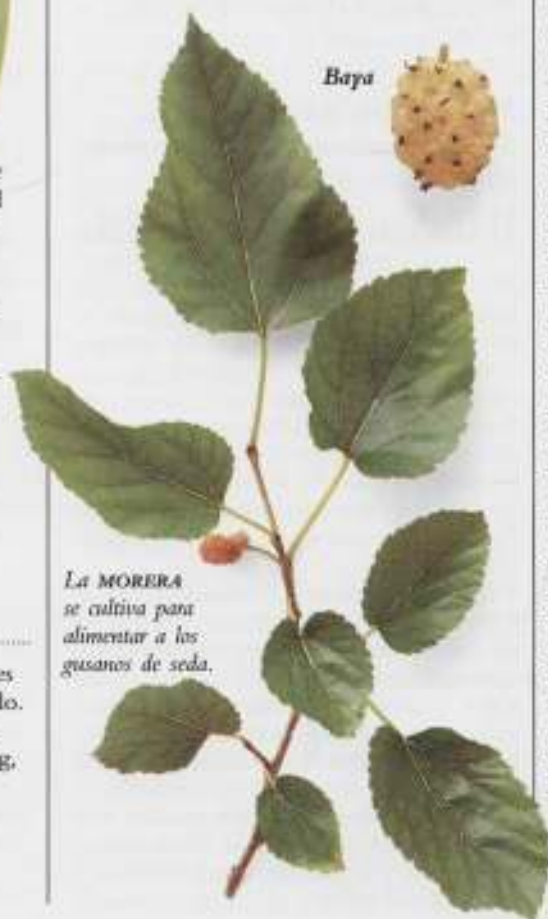 Baya
La MORERA
se cultiva para
alimentar a los
gusanos de seda.